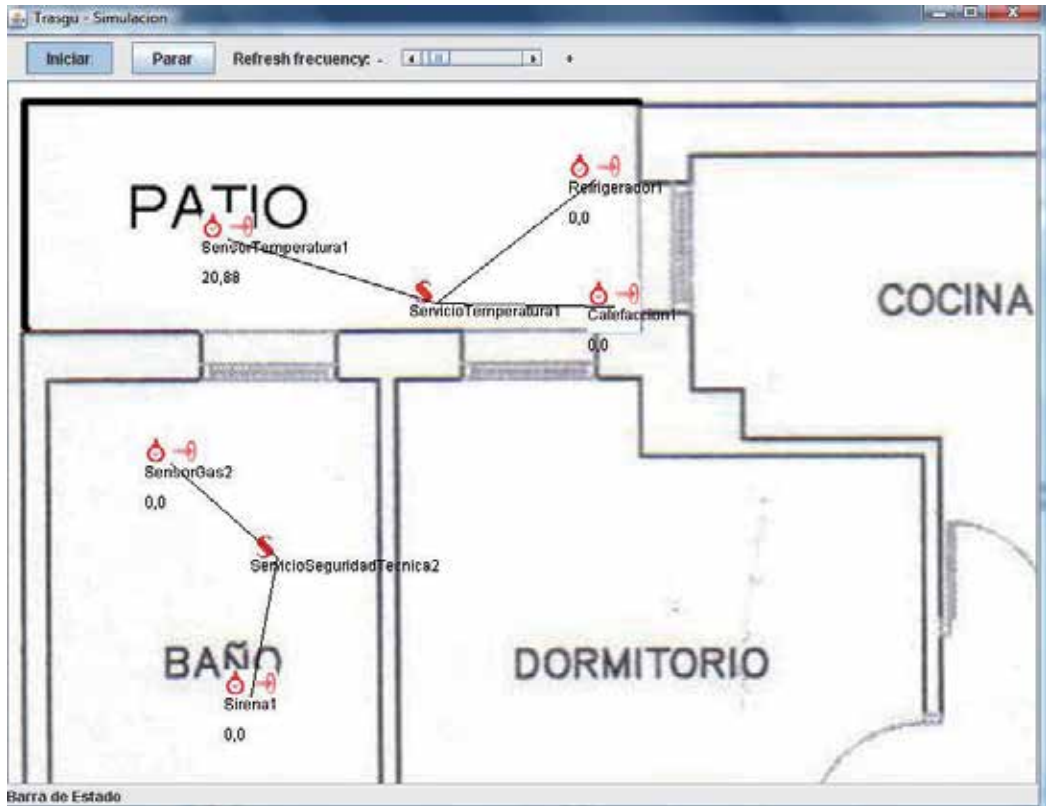 Trasgu - Simulacion
Iniciar Parar Refresh frecuency: - +
PATIO
Refrigerador1
0,0
SensorTemperatura1
20,88
ServicioTemperatura1
Calefaccion1
0,0
COCINA
SensorGas2
0,0
ServicioSeguridadTecnica2
BAÑO
DORMITORIO
Sirena1
0,0
Barra de Estado